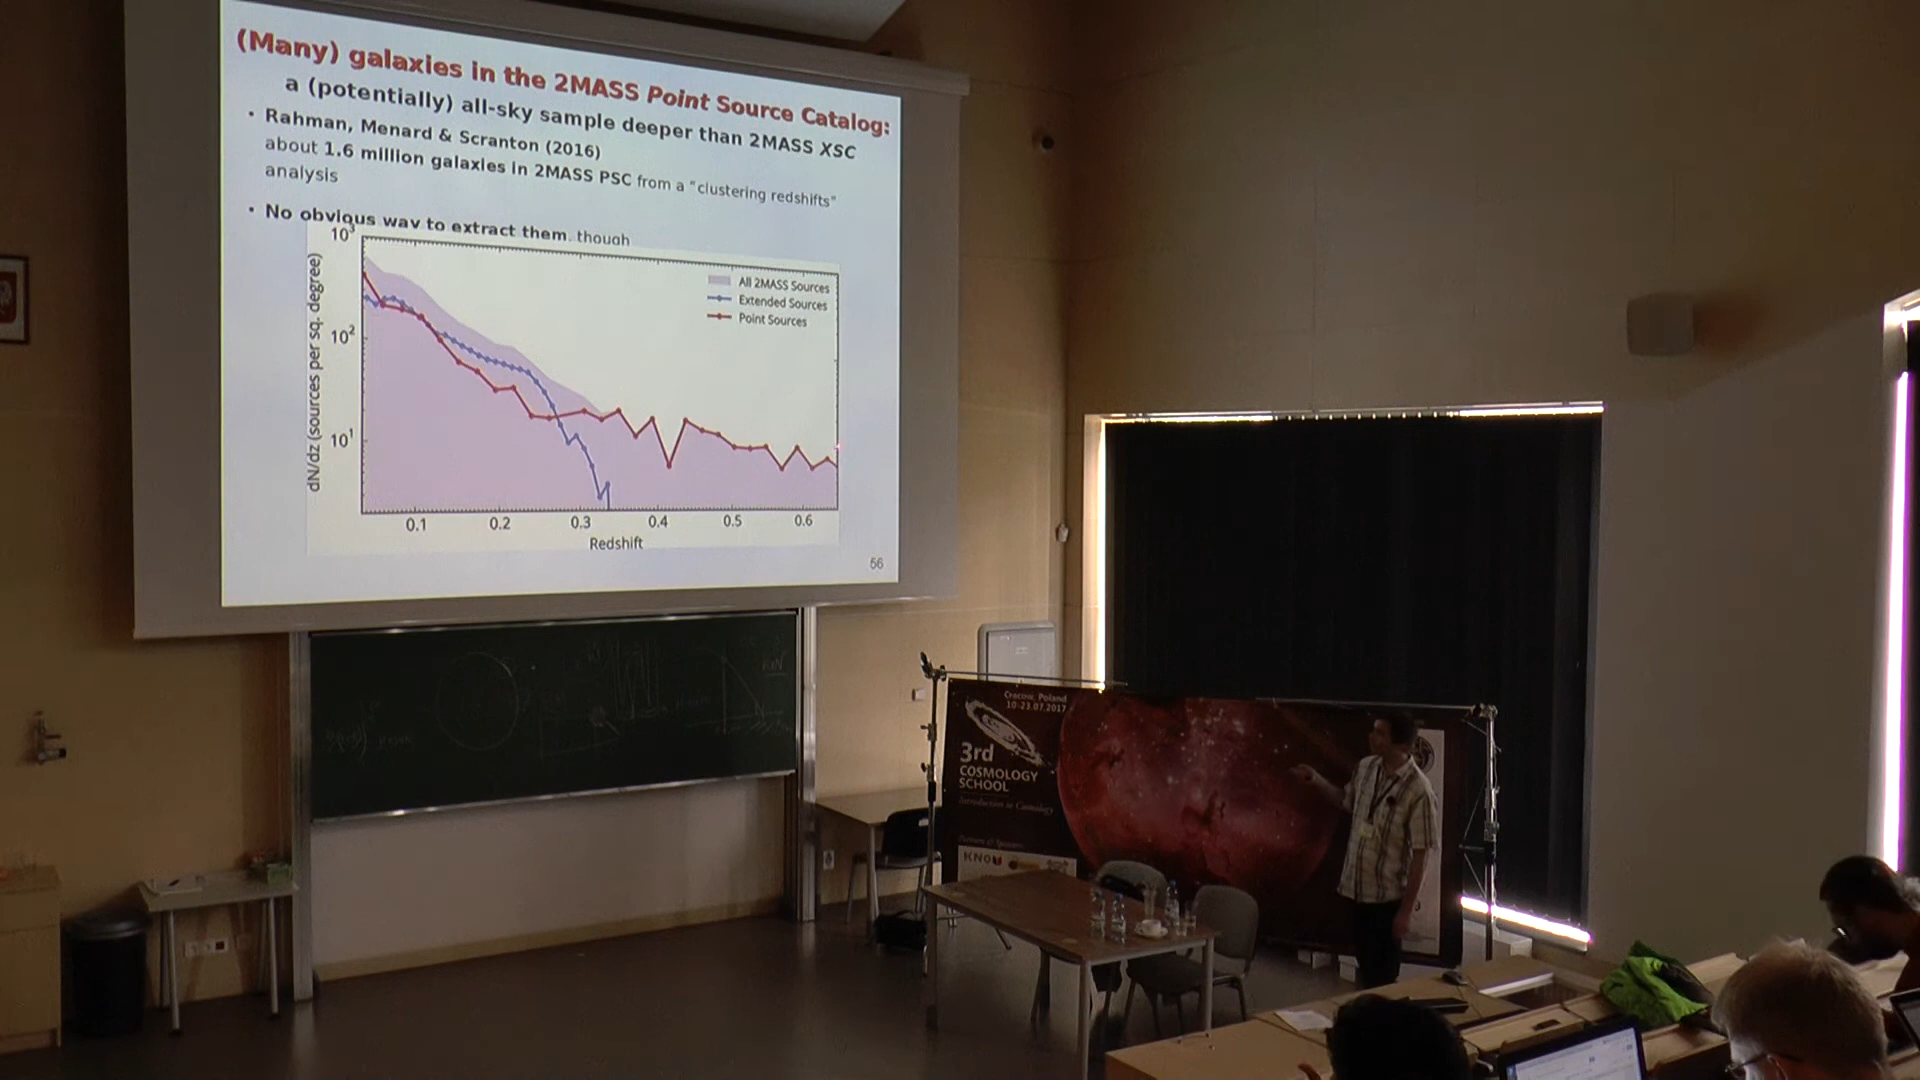 (Many) galaxies in the 2MASS Point Source Catalog:
a (potentially) all-sky sample deeper than 2MASS XSC
• Rahman, Menard & Scranton (2016)
about 1.6 million galaxies in 2MASS PSC from a "clustering redshifts"
analysis
• No obvious way to extract them, though
10³
10²
10¹
dN/dz (sources per sq. degree)
All 2MASS Sources
Extended Sources
Point Sources
0.1 0.2 0.3 0.4 0.5 0.6
Redshift
56
Cracow, Poland
10-23.07.2017
3rd
COSMOLOGY
SCHOOL
Introduction to Cosmology